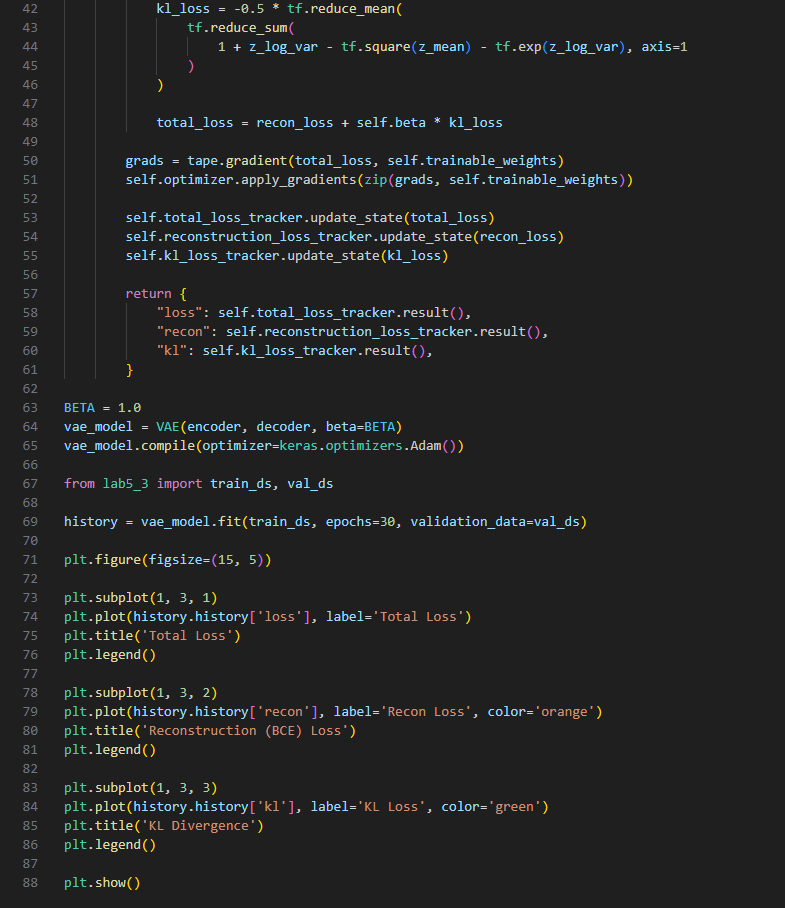 42 kl_loss = -0.5 * tf.reduce_mean(
43 tf.reduce_sum(
44 1 + z_log_var - tf.square(z_mean) - tf.exp(z_log_var), axis=1
45 )
46 )
47
48 total_loss = recon_loss + self.beta * kl_loss
49
50 grads = tape.gradient(total_loss, self.trainable_weights)
51 self.optimizer.apply_gradients(zip(grads, self.trainable_weights))
52
53 self.total_loss_tracker.update_state(total_loss)
54 self.reconstruction_loss_tracker.update_state(recon_loss)
55 self.kl_loss_tracker.update_state(kl_loss)
56
57 return {
58 "loss": self.total_loss_tracker.result(),
59 "recon": self.reconstruction_loss_tracker.result(),
60 "kl": self.kl_loss_tracker.result(),
61 }
62
63 BETA = 1.0
64 vae_model = VAE(encoder, decoder, beta=BETA)
65 vae_model.compile(optimizer=keras.optimizers.Adam())
66
67 from lab5_3 import train_ds, val_ds
68
69 history = vae_model.fit(train_ds, epochs=30, validation_data=val_ds)
70
71 plt.figure(figsize=(15, 5))
72
73 plt.subplot(1, 3, 1)
74 plt.plot(history.history['loss'], label='Total Loss')
75 plt.title('Total Loss')
76 plt.legend()
77
78 plt.subplot(1, 3, 2)
79 plt.plot(history.history['recon'], label='Recon Loss', color='orange')
80 plt.title('Reconstruction (BCE) Loss')
81 plt.legend()
82
83 plt.subplot(1, 3, 3)
84 plt.plot(history.history['kl'], label='KL Loss', color='green')
85 plt.title('KL Divergence')
86 plt.legend()
87
88 plt.show()